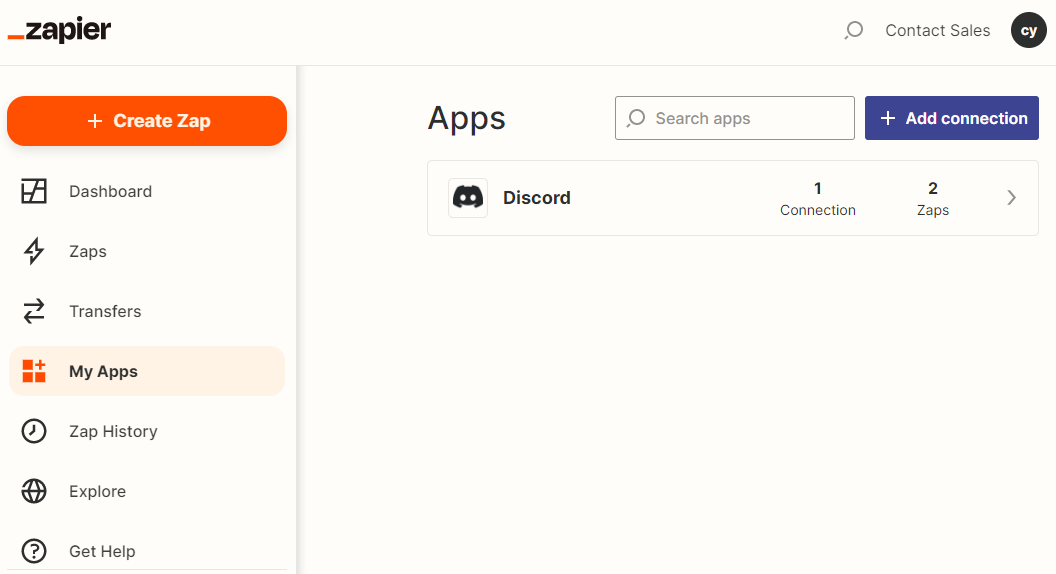 zapier
Contact Sales
cy
+ Create Zap
Dashboard
Zaps
Transfers
My Apps
Zap History
Explore
Get Help
Apps
Search apps
+ Add connection
Discord
1
Connection
2
Zaps